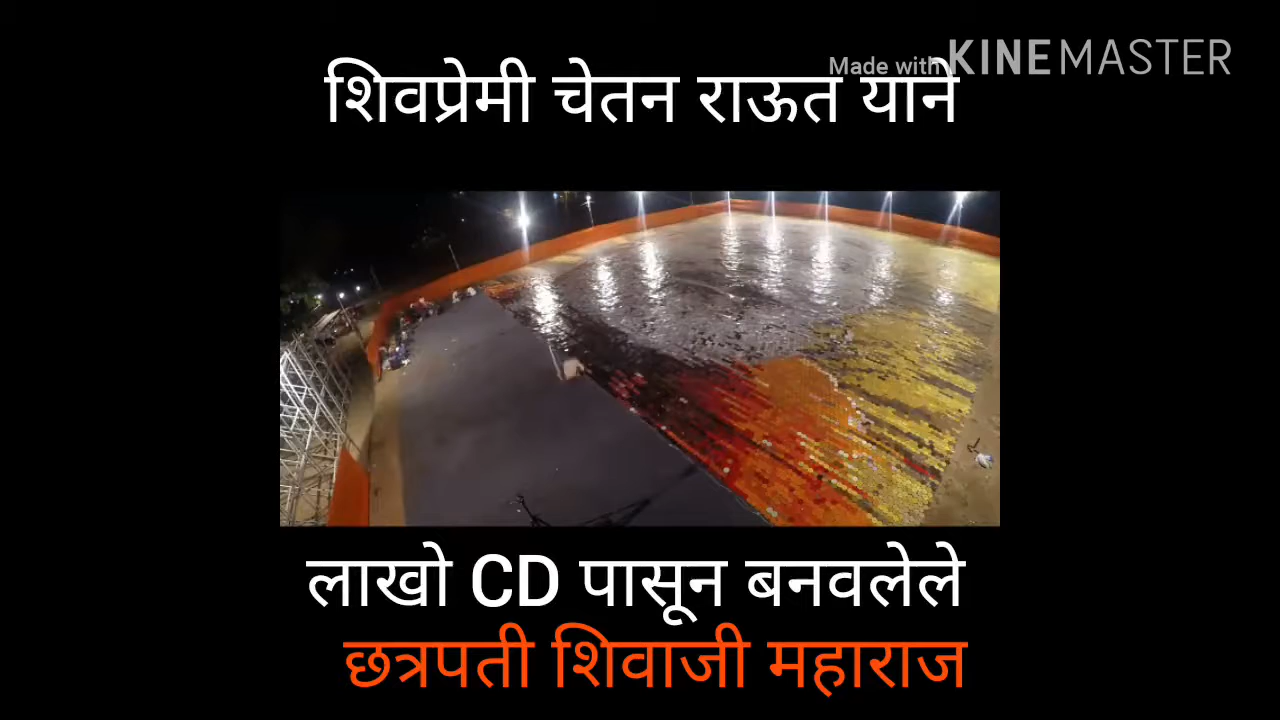 Made with KINEMASTER
शिवप्रेमी चेतन राऊत याने
लाखो CD पासून बनवलेले
छत्रपती शिवाजी महाराज